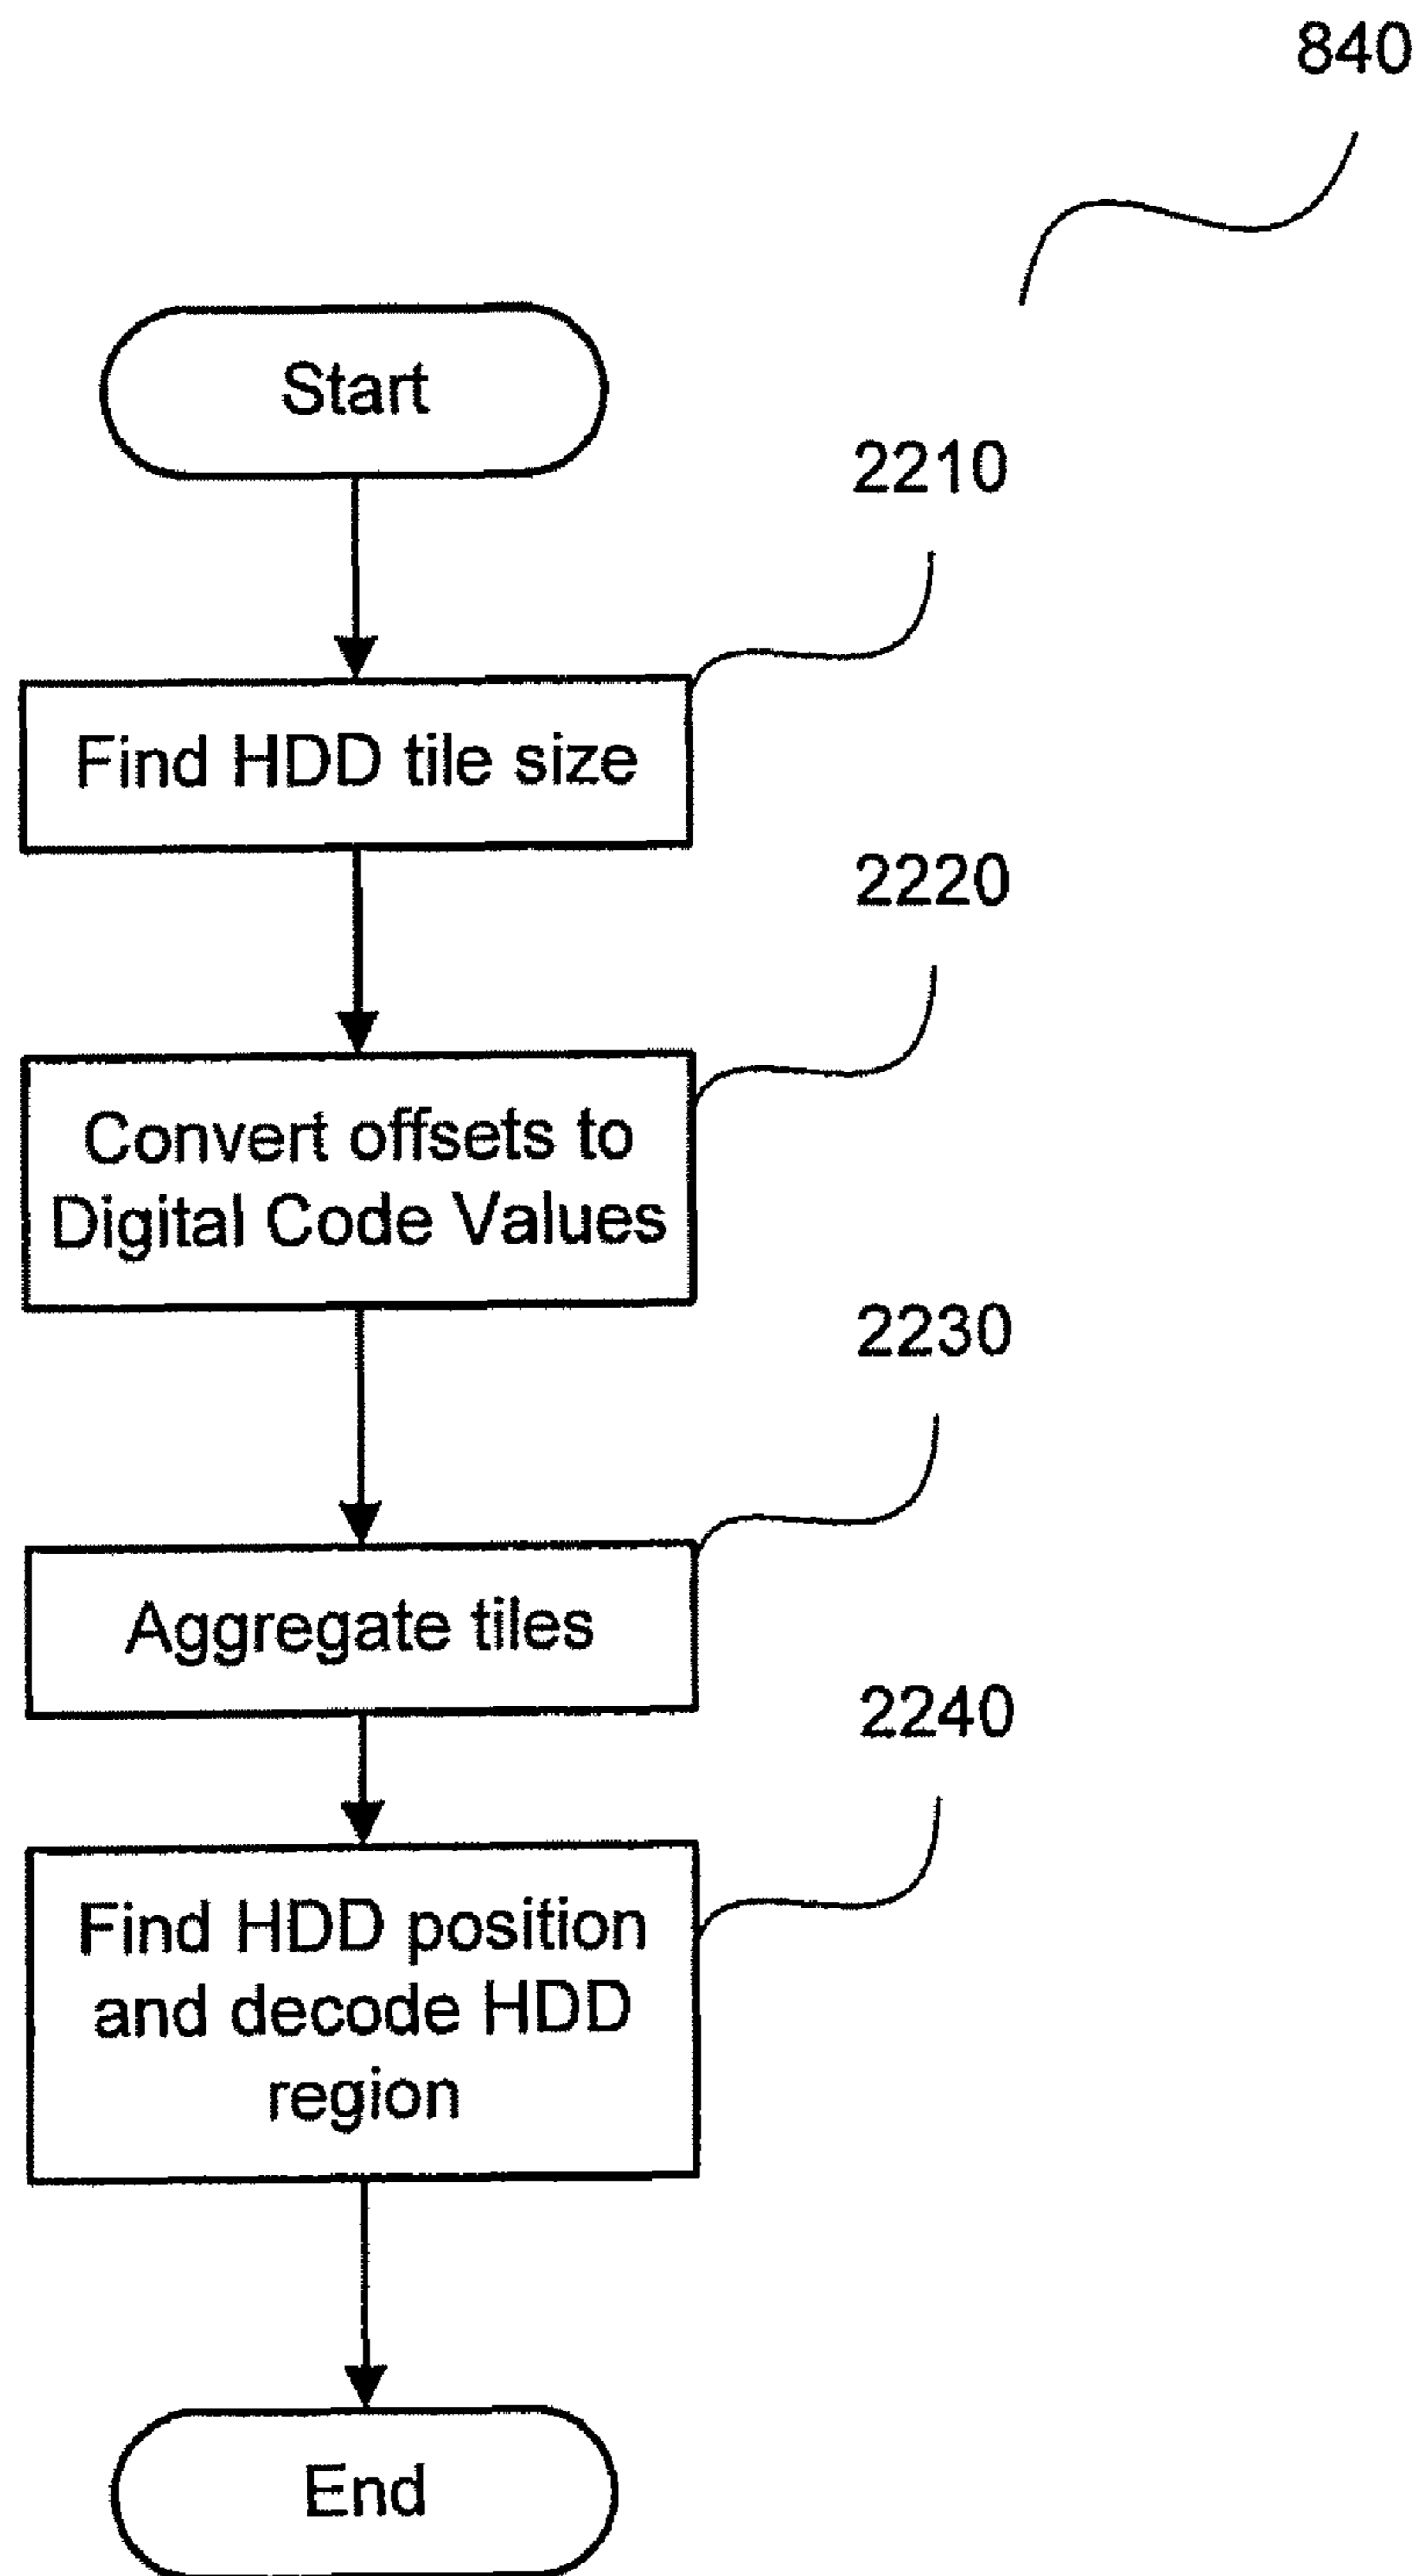 840
Start
2210
Find HDD tile size
2220
Convert offsets to
Digital Code Values
2230
Aggregate tiles
2240
Find HDD position
and decode HDD
region
End